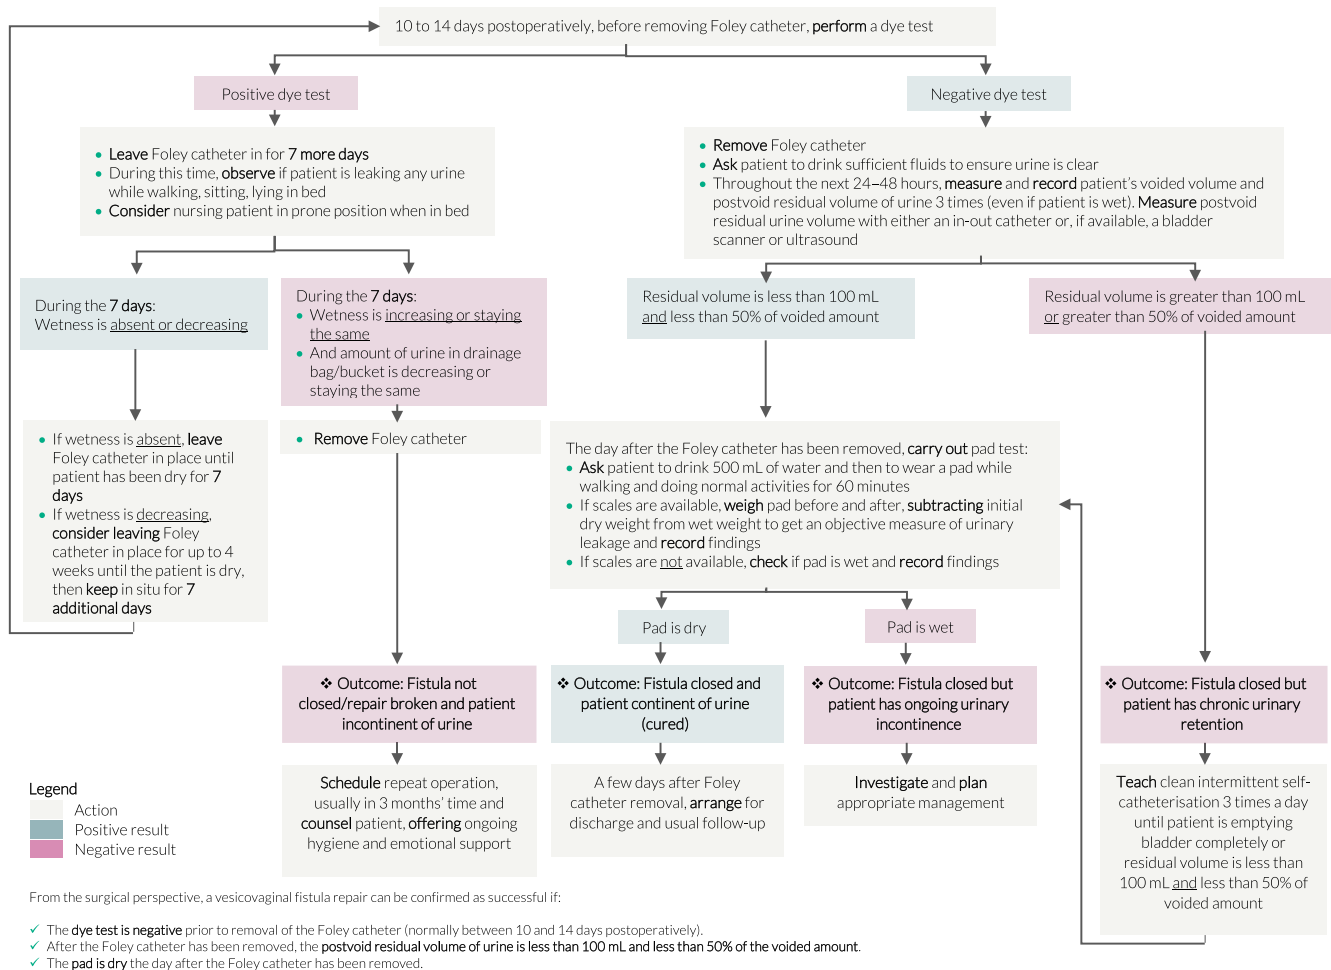 10 to 14 days postoperatively, before removing Foley catheter, perform a dye test
Positive dye test
Negative dye test
• Leave Foley catheter in for 7 more days
• During this time, observe if patient is leaking any urine
while walking, sitting, lying in bed
• Consider nursing patient in prone position when in bed
• Remove Foley catheter
• Ask patient to drink sufficient fluids to ensure urine is clear
• Throughout the next 24–48 hours, measure and record patient's voided volume and
postvoid residual volume of urine 3 times (even if patient is wet). Measure postvoid
residual urine volume with either an in-out catheter or, if available, a bladder
scanner or ultrasound
During the 7 days:
Wetness is absent or decreasing
During the 7 days:
• Wetness is increasing or staying
the same
• And amount of urine in drainage
bag/bucket is decreasing or
staying the same
Residual volume is less than 100 mL
and less than 50% of voided amount
Residual volume is greater than 100 mL
or greater than 50% of voided amount
• If wetness is absent, leave
Foley catheter in place until
patient has been dry for 7
days
• If wetness is decreasing,
consider leaving Foley
catheter in place for up to 4
weeks until the patient is dry,
then keep in situ for 7
additional days
• Remove Foley catheter
The day after the Foley catheter has been removed, carry out pad test:
• Ask patient to drink 500 mL of water and then to wear a pad while
walking and doing normal activities for 60 minutes
• If scales are available, weigh pad before and after, subtracting initial
dry weight from wet weight to get an objective measure of urinary
leakage and record findings
• If scales are not available, check if pad is wet and record findings
Pad is dry
Pad is wet
❖ Outcome: Fistula not
closed/repair broken and patient
incontinent of urine
❖ Outcome: Fistula closed and
patient continent of urine
(cured)
❖ Outcome: Fistula closed but
patient has ongoing urinary
incontinence
❖ Outcome: Fistula closed but
patient has chronic urinary
retention
Schedule repeat operation,
usually in 3 months' time and
counsel patient, offering ongoing
hygiene and emotional support
A few days after Foley
catheter removal, arrange for
discharge and usual follow-up
Investigate and plan
appropriate management
Teach clean intermittent self-
catheterisation 3 times a day
until patient is emptying
bladder completely or
residual volume is less than
100 mL and less than 50% of
voided amount
Legend
Action
Positive result
Negative result
From the surgical perspective, a vesicovaginal fistula repair can be confirmed as successful if:
✓ The dye test is negative prior to removal of the Foley catheter (normally between 10 and 14 days postoperatively).
✓ After the Foley catheter has been removed, the postvoid residual volume of urine is less than 100 mL and less than 50% of the voided amount.
✓ The pad is dry the day after the Foley catheter has been removed.